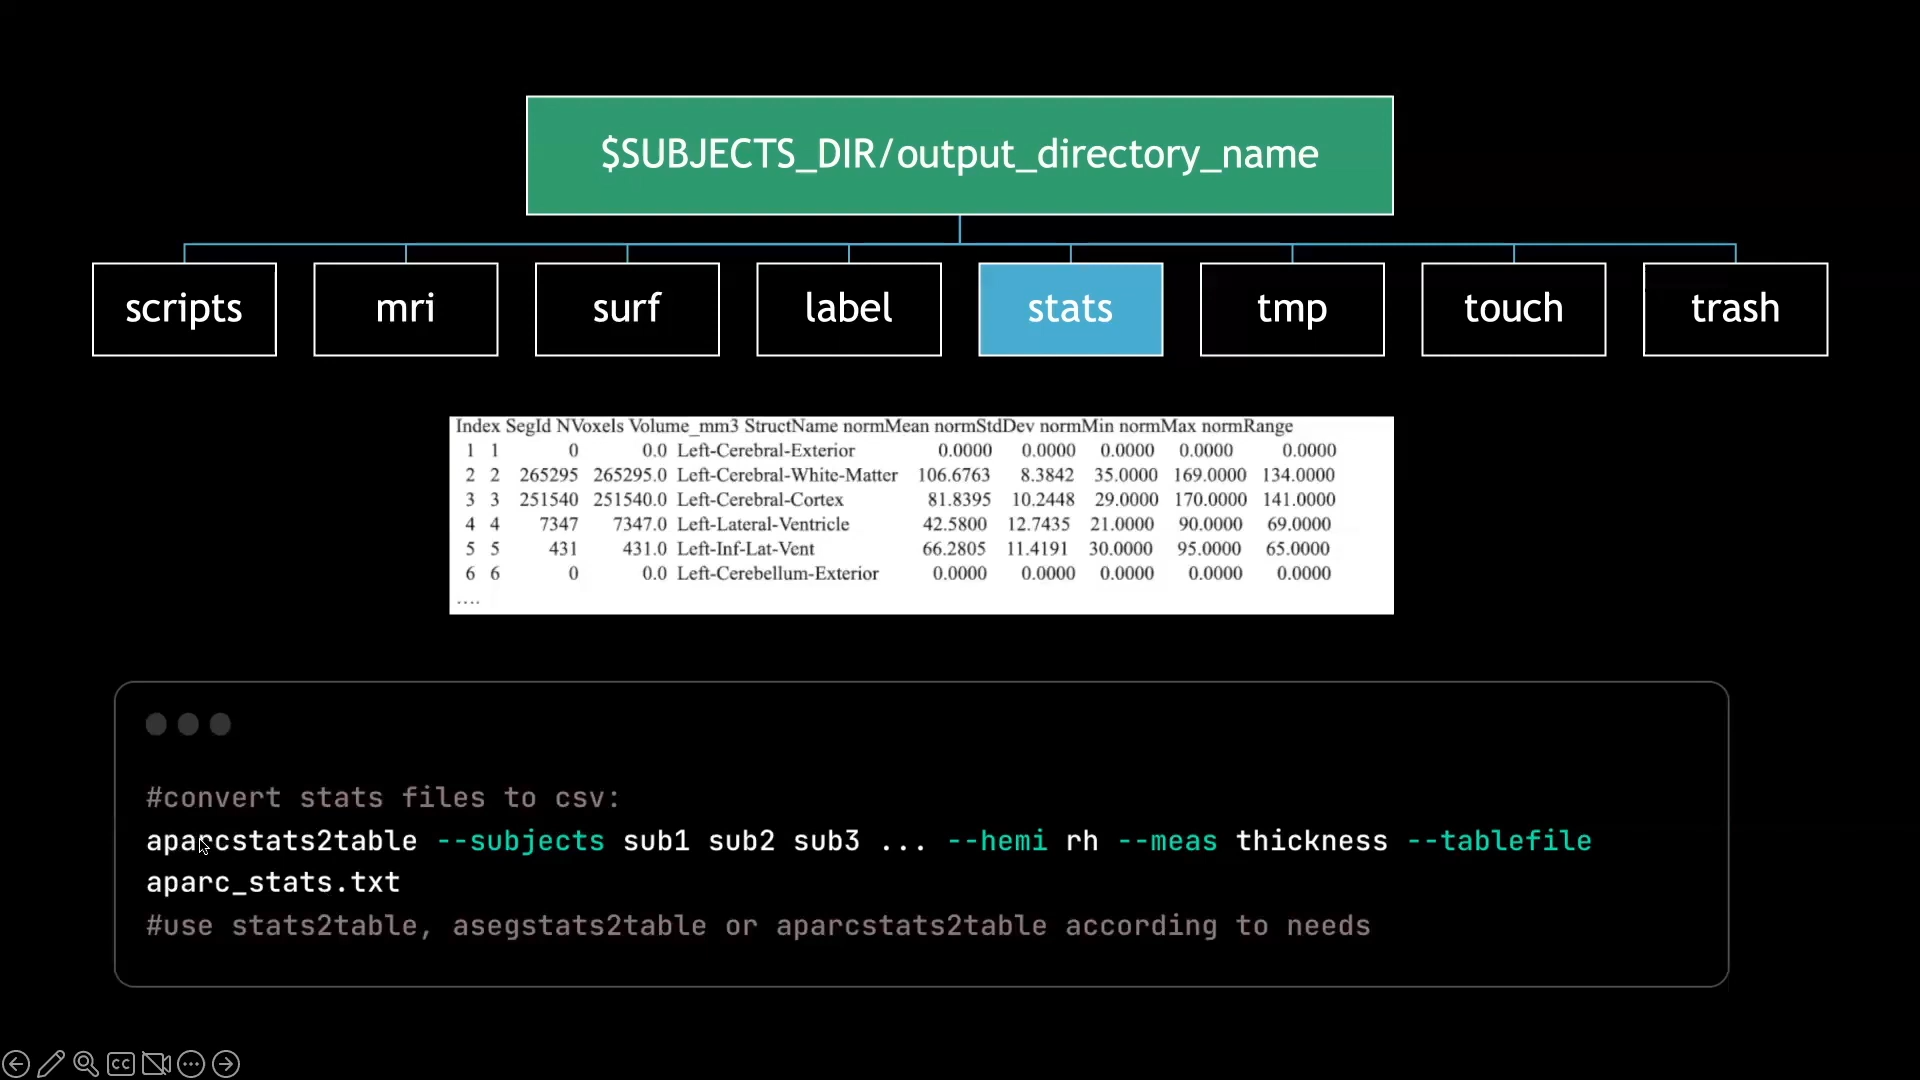 $SUBJECTS_DIR/output_directory_name
scripts mri surf label stats tmp touch trash
Index SegId NVoxels Volume_mm3 StructName normMean normStdDev normMin normMax normRange
1 1 0 0.0 Left-Cerebral-Exterior 0.0000 0.0000 0.0000 0.0000 0.0000
2 2 265295 265295.0 Left-Cerebral-White-Matter 106.6763 8.3842 35.0000 169.0000 134.0000
3 3 251540 251540.0 Left-Cerebral-Cortex 81.8395 10.2448 29.0000 170.0000 141.0000
4 4 7347 7347.0 Left-Lateral-Ventricle 42.5800 12.7435 21.0000 90.0000 69.0000
5 5 431 431.0 Left-Inf-Lat-Vent 66.2805 11.4191 30.0000 95.0000 65.0000
6 6 0 0.0 Left-Cerebellum-Exterior 0.0000 0.0000 0.0000 0.0000 0.0000
....
#convert stats files to csv:
aparcstats2table --subjects sub1 sub2 sub3 ... --hemi rh --meas thickness --tablefile
aparc_stats.txt
#use stats2table, asegstats2table or aparcstats2table according to needs
CC